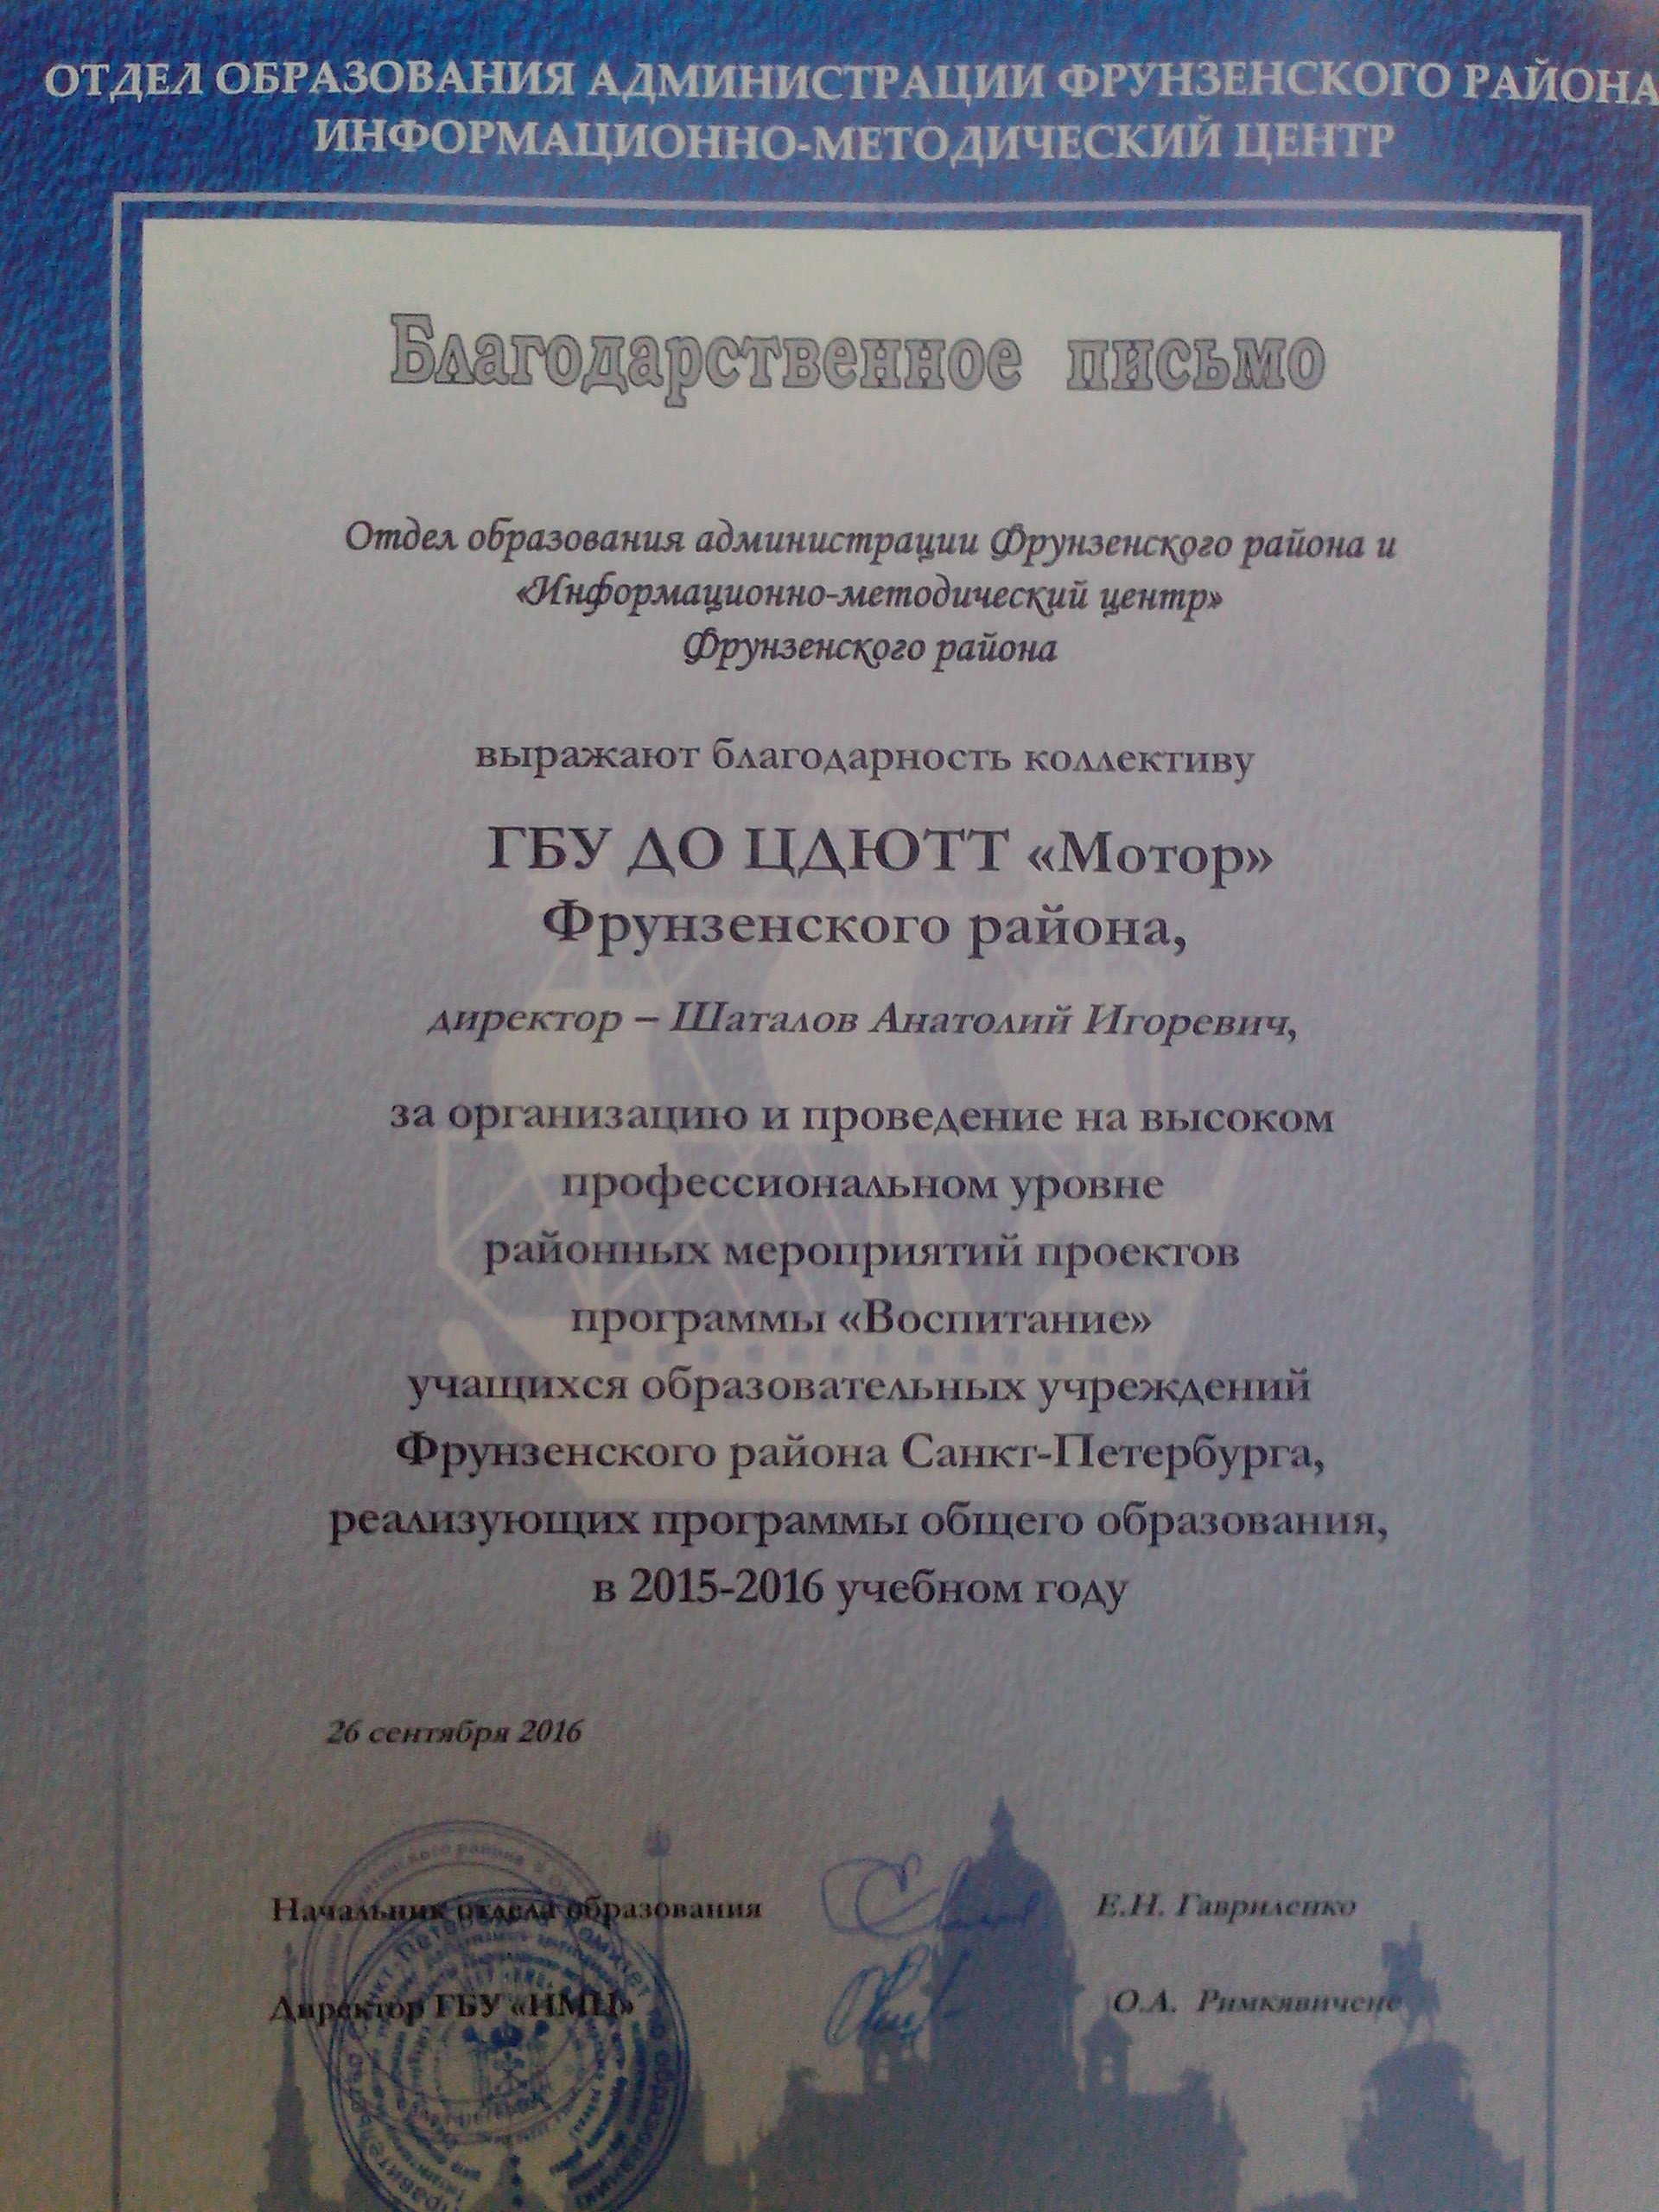 ОТДЕЛ ОБРАЗОВАНИЯ АДМИНИСТРАЦИИ ФРУНЗЕНСКОГО РАЙОНА
ИНФОРМАЦИОННО-МЕТОДИЧЕСКИЙ ЦЕНТР
Благодарственное письмо
Отдел образования администрации Фрунзенского района и
«Информационно-методический центр»
Фрунзенского района
выражают благодарность коллективу
ГБУ ДО ЦДЮТТ «Мотор»
Фрунзенского района,
директор – Шаталов Анатолий Игоревич,
за организацию и проведение на высоком
профессиональном уровне
районных мероприятий проектов
программы «Воспитание»
учащихся образовательных учреждений
Фрунзенского района Санкт-Петербурга,
реализующих программы общего образования,
в 2015-2016 учебном году
26 сентября 2016
Начальник отдела образования Е.Н. Гавриленко
Директор ГБУ «ИМЦ» О.А. Римкявичене